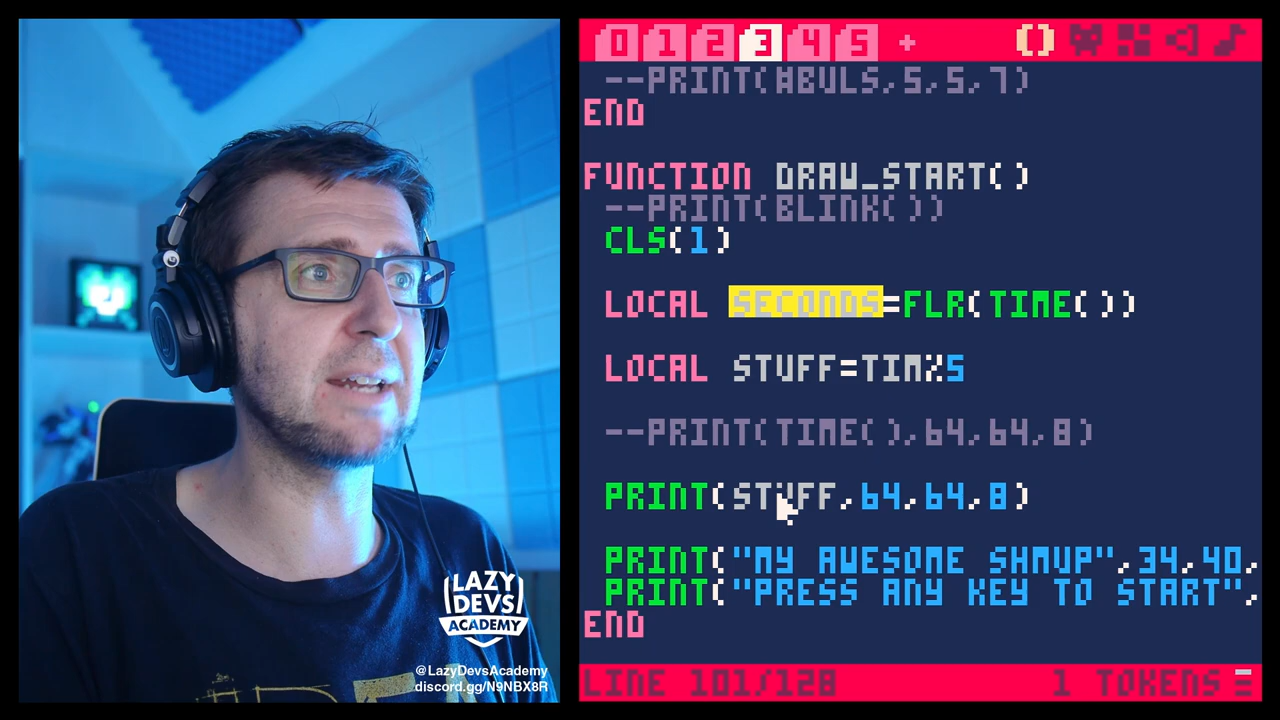 0 1 2 3 4 5 + ()
--PRINT(ABULS,5,5,7)
END
FUNCTION DRAW_START()
--PRINT(BLINK())
CLS(1)
LOCAL SECONDS=FLR(TIME())
LOCAL STUFF=TIM%5
--PRINT(TIME(),64,64,8)
PRINT(STUFF,64,64,8)
PRINT("MY AWESOME SHMUP",34,40,
PRINT("PRESS ANY KEY TO START",
END
LINE 101/128 1 TOKENS
LAZY
DEVS
ACADEMY
@LazyDevsAcademy
discord.gg/N9NBX8R